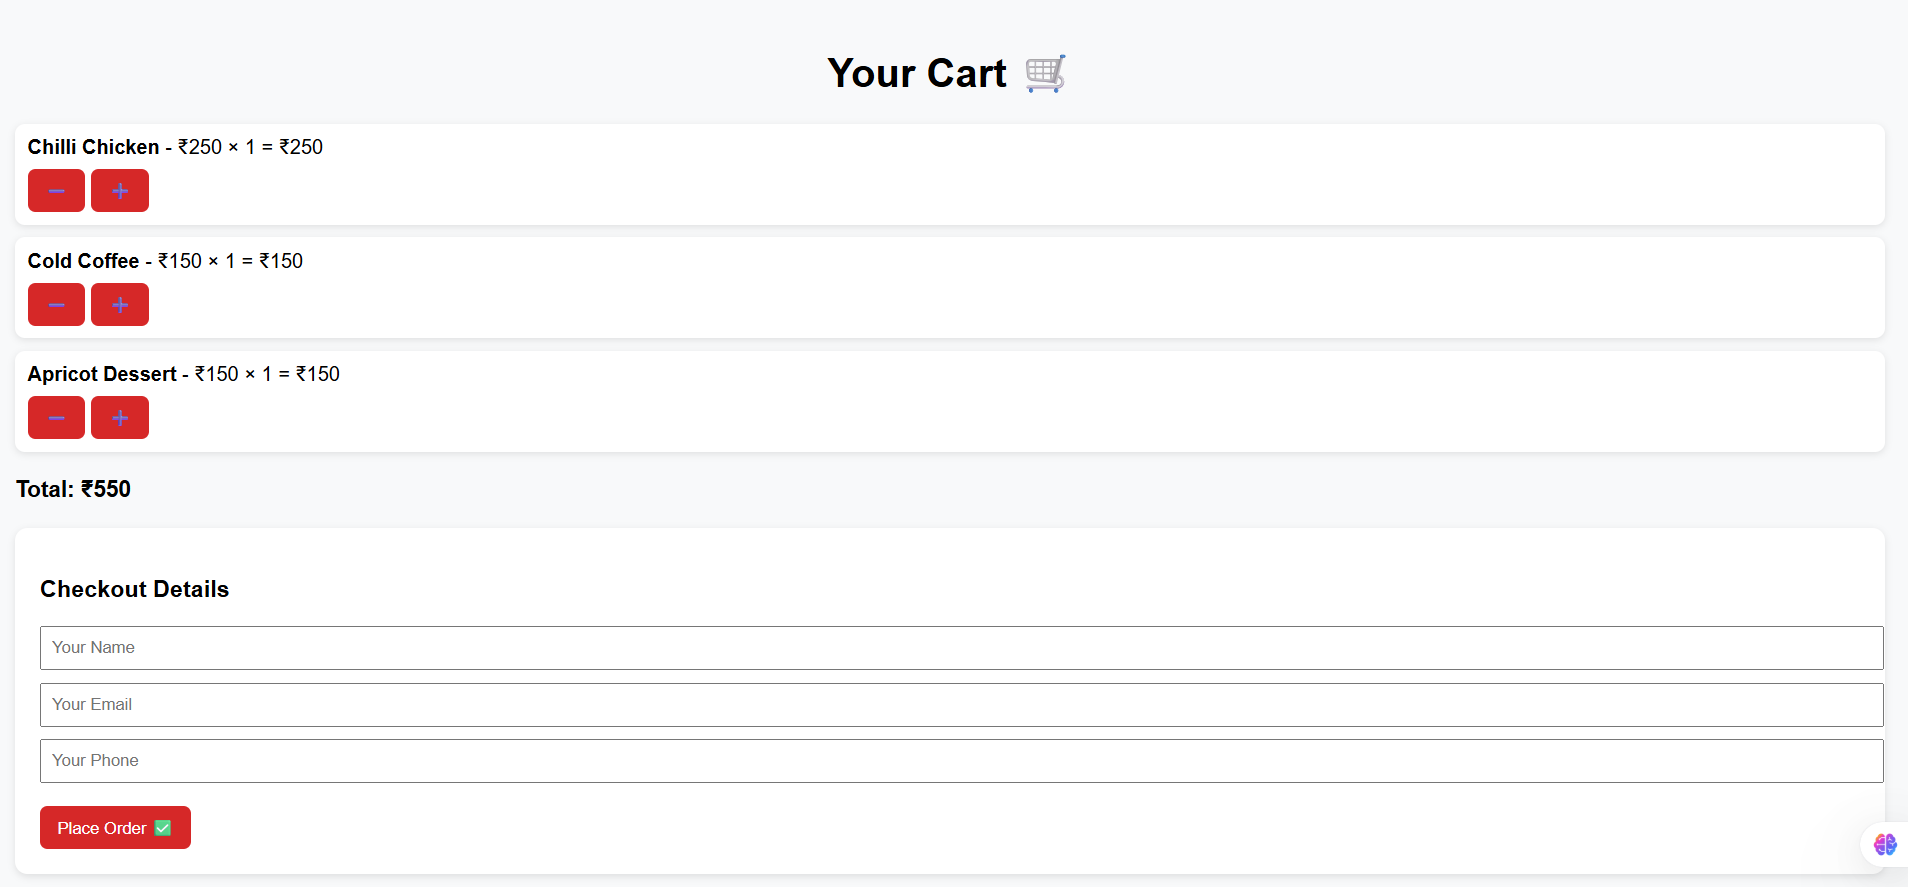 Your Cart 🛒
Chilli Chicken - ₹250 × 1 = ₹250
➖ ➕
Cold Coffee - ₹150 × 1 = ₹150
➖ ➕
Apricot Dessert - ₹150 × 1 = ₹150
➖ ➕
Total: ₹550
Checkout Details
Your Name
Your Email
Your Phone
Place Order ✅